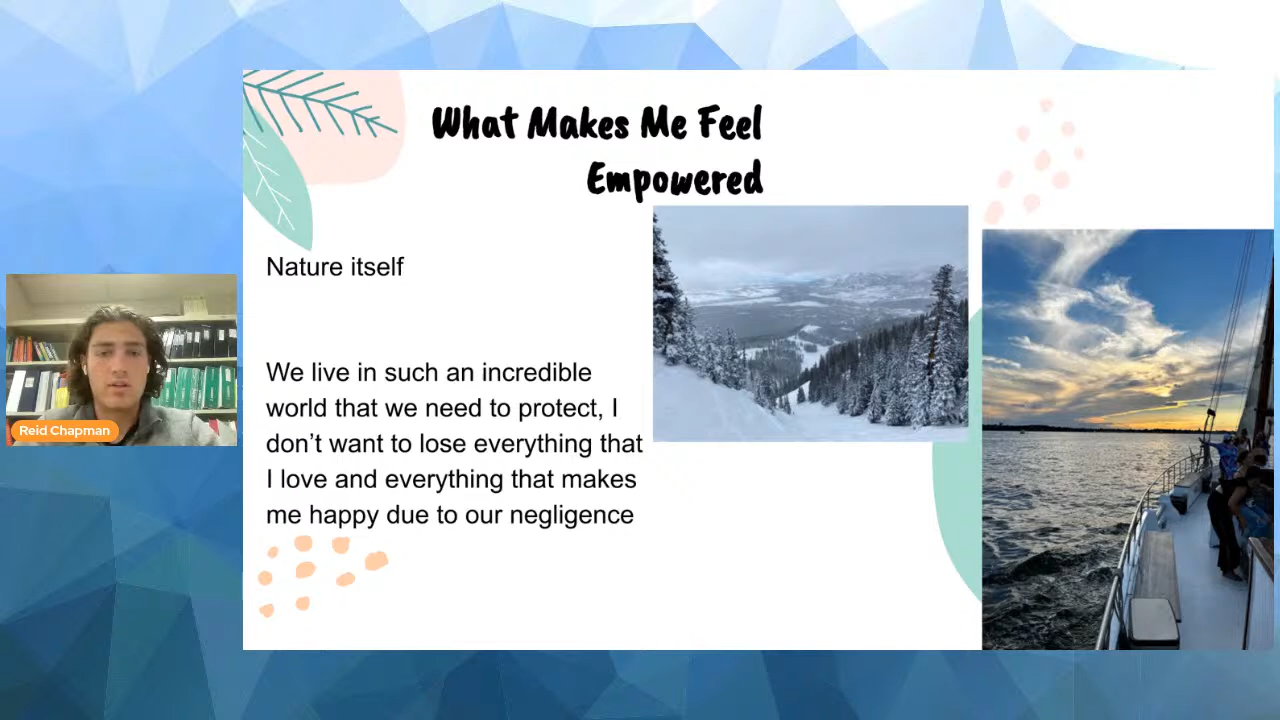 What Makes Me Feel
Empowered
Nature itself
We live in such an incredible
world that we need to protect, I
don’t want to lose everything that
I love and everything that makes
me happy due to our negligence
Reid Chapman